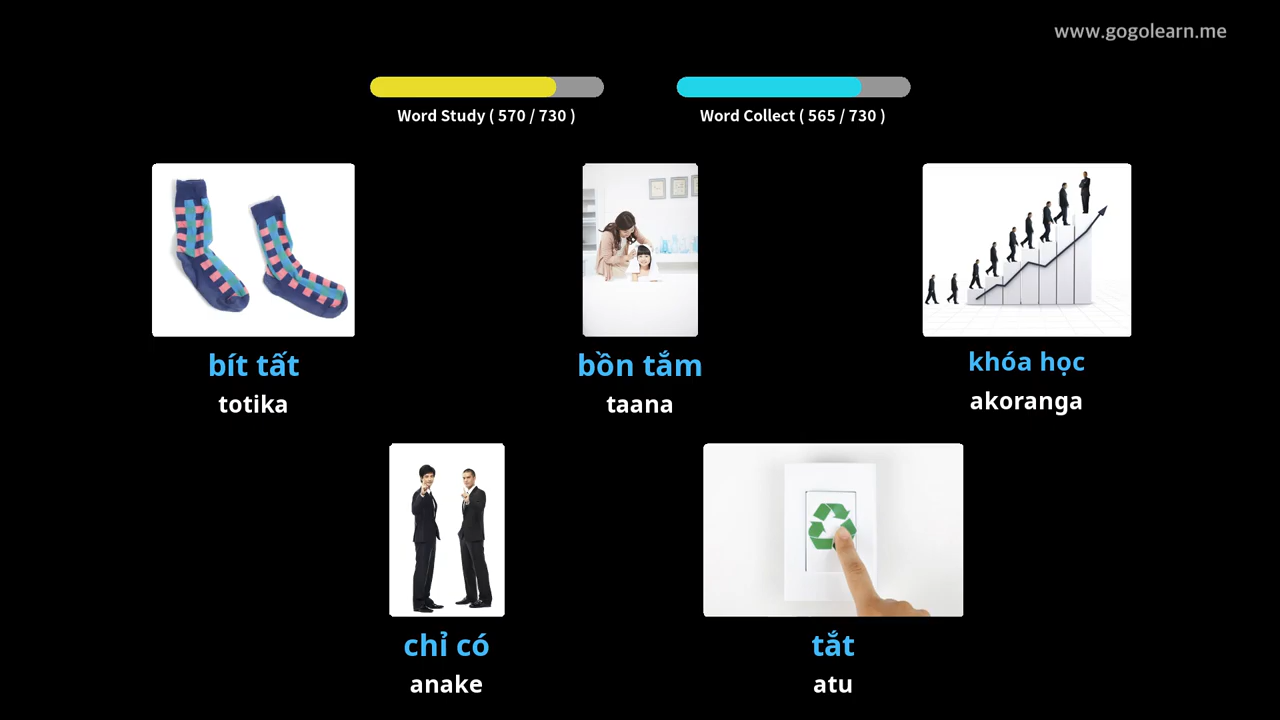 www.gogolearn.me
Word Study ( 570 / 730 )
Word Collect ( 565 / 730 )
bít tất
totika
bồn tắm
taana
khóa học
akoranga
chỉ có
anake
tắt
atu